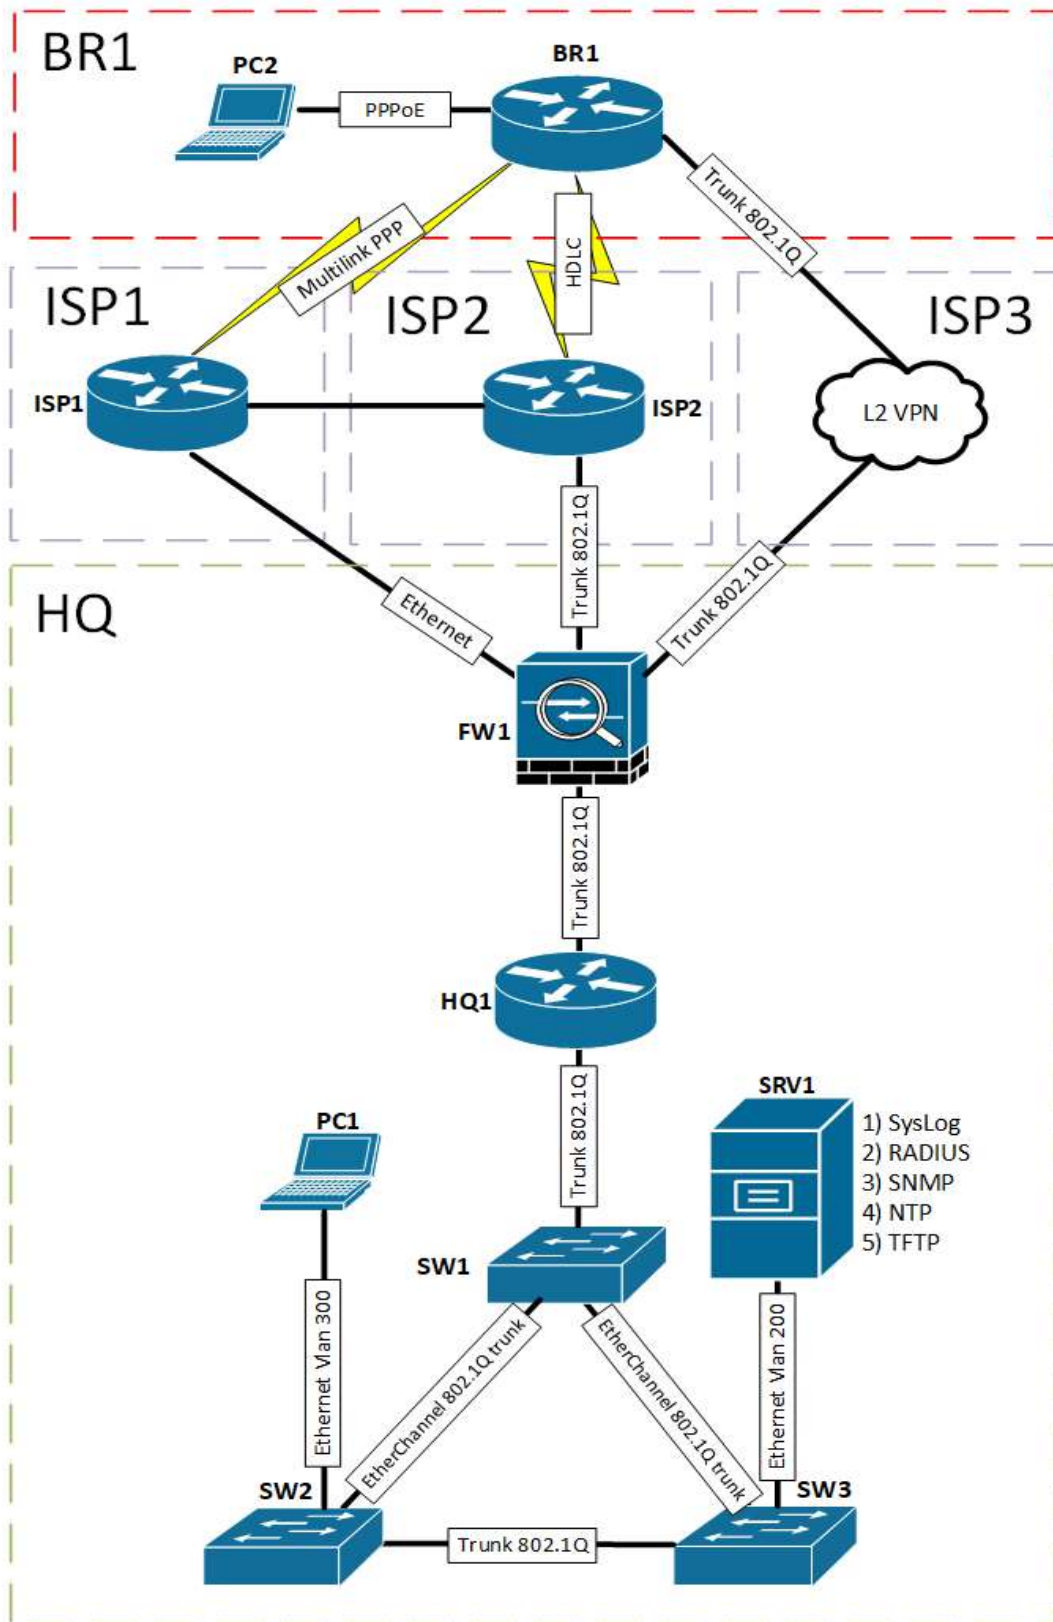 BR1
PC2
BR1
PPPoE
Trunk 802.1Q
Multilink PPP
HDLC
ISP1
ISP2
ISP3
ISP1
ISP2
L2 VPN
Trunk 802.1Q
Trunk 802.1Q
Ethernet
HQ
FW1
Trunk 802.1Q
HQ1
Trunk 802.1Q
SRV1
1) SysLog
2) RADIUS
3) SNMP
4) NTP
5) TFTP
PC1
SW1
Ethernet Vlan 300
EtherChannel 802.1Q trunk
EtherChannel 802.1Q trunk
Ethernet Vlan 200
SW2
SW3
Trunk 802.1Q